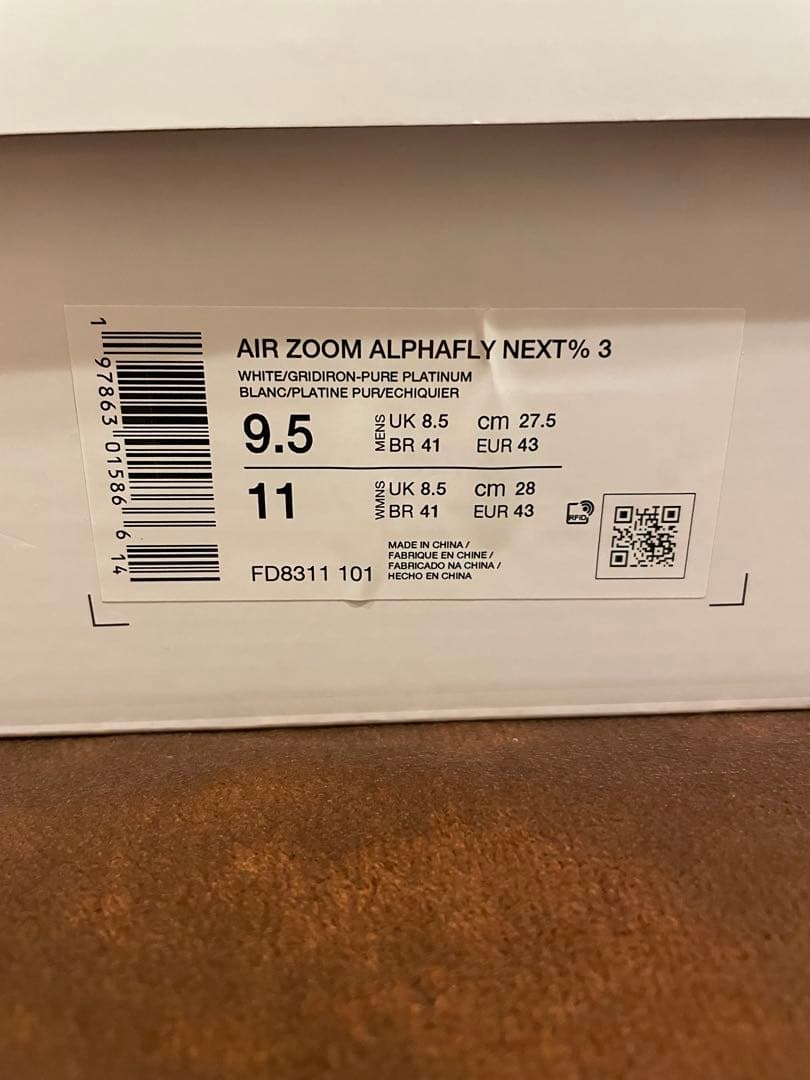 AIR ZOOM ALPHAFLY NEXT% 3
WHITE/GRIDIRON-PURE PLATINUM
BLANC/PLATINE PUR/ECHIQUIER
9.5 MENS UK 8.5 cm 27.5
BR 41 EUR 43
11 WMNS UK 8.5 cm 28
BR 41 EUR 43
RFID
FD8311 101
MADE IN CHINA /
FABRIQUE EN CHINE /
FABRICADO NA CHINA /
HECHO EN CHINA
1 97863 01586 6 14